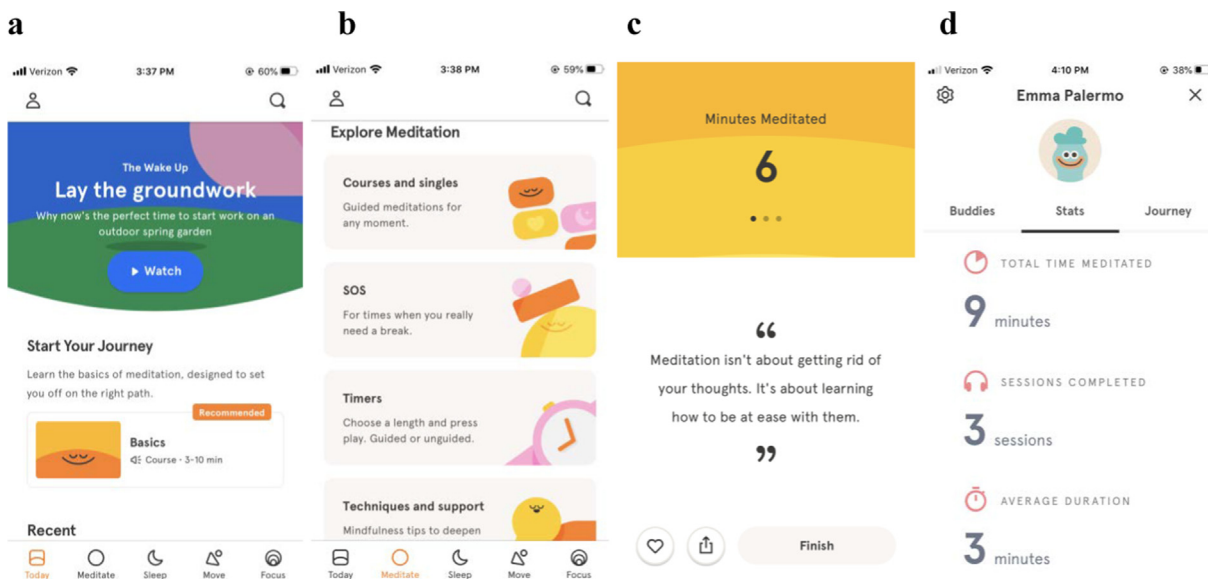 a
b
c
d
Verizon
3:37 PM
60%
The Wake Up
Lay the groundwork
Why now's the perfect time to start work on an
outdoor spring garden
Watch
Start Your Journey
Learn the basics of meditation, designed to set
you off on the right path.
Recommended
Basics
Course · 3-10 min
Recent
Today
Meditate
Sleep
Move
Focus
Verizon
3:38 PM
59%
Explore Meditation
Courses and singles
Guided meditations for
any moment.
SOS
For times when you really
need a break.
Timers
Choose a length and press
play. Guided or unguided.
Techniques and support
Mindfulness tips to deepen
Today
Meditate
Sleep
Move
Focus
Minutes Meditated
6
“
Meditation isn't about getting rid of
your thoughts. It's about learning
how to be at ease with them.
”
Finish
Verizon
4:10 PM
38%
Emma Palermo
Buddies
Stats
Journey
TOTAL TIME MEDITATED
9 minutes
SESSIONS COMPLETED
3 sessions
AVERAGE DURATION
3 minutes